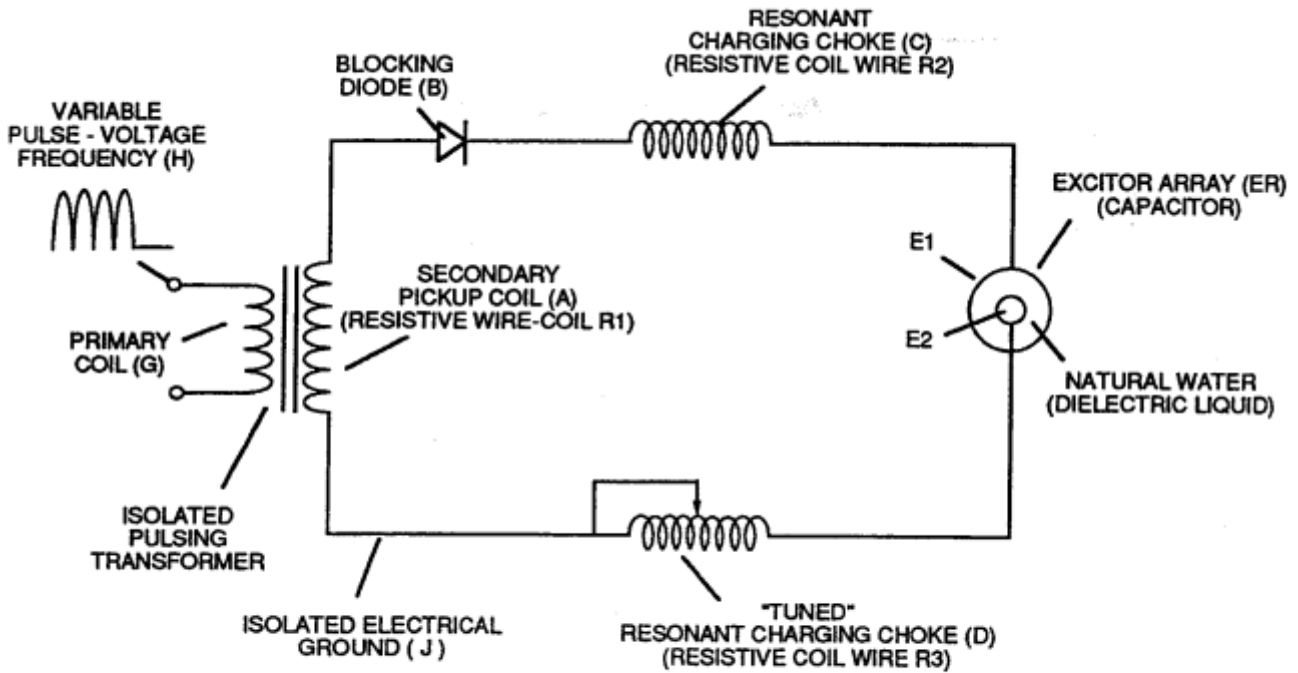 RESONANT
CHARGING CHOKE (C)
(RESISTIVE COIL WIRE R2)
BLOCKING
DIODE (B)
VARIABLE
PULSE - VOLTAGE
FREQUENCY (H)
EXCITOR ARRAY (ER)
(CAPACITOR)
E1
SECONDARY
PICKUP COIL (A)
(RESISTIVE WIRE-COIL R1)
PRIMARY
COIL (G)
E2
NATURAL WATER
(DIELECTRIC LIQUID)
ISOLATED
PULSING
TRANSFORMER
ISOLATED ELECTRICAL
GROUND ( J )
"TUNED"
RESONANT CHARGING CHOKE (D)
(RESISTIVE COIL WIRE R3)